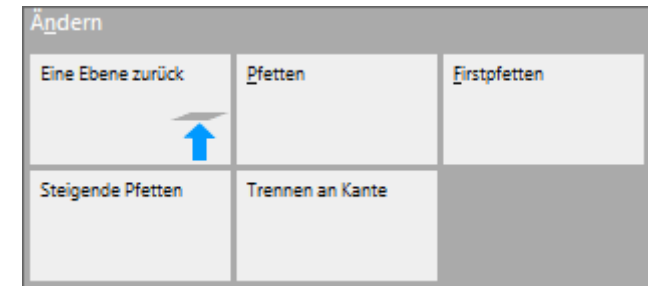 Ändern
Eine Ebene zurück
Pfetten
Firstpfetten
Steigende Pfetten
Trennen an Kante